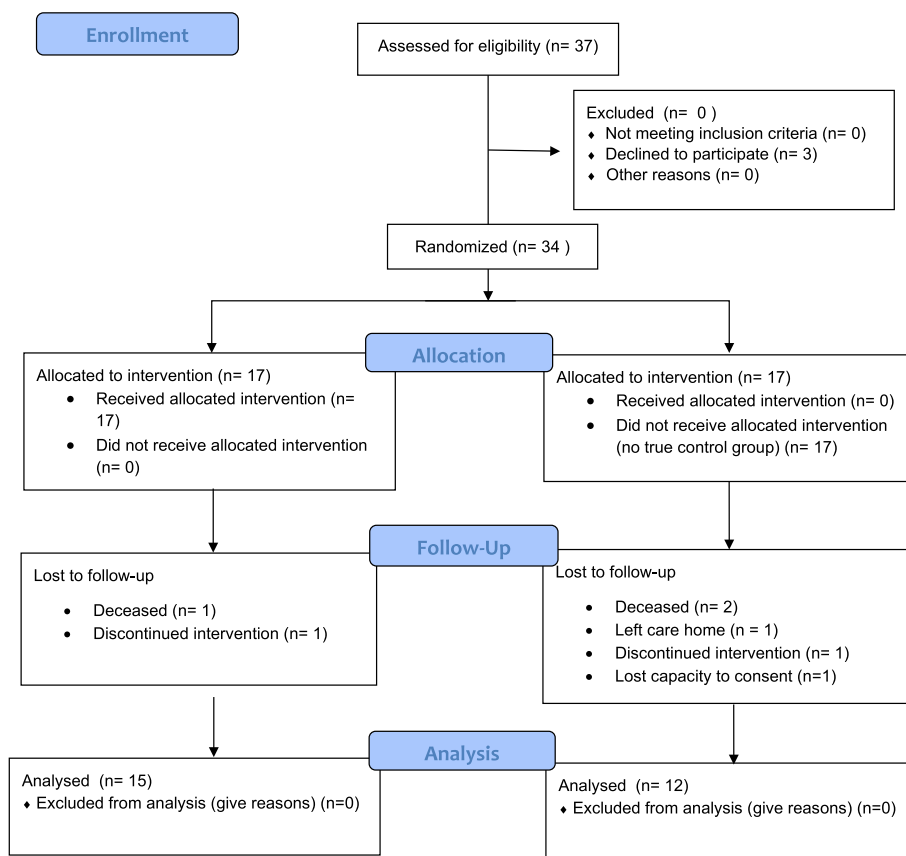 Enrollment
Assessed for eligibility (n= 37)
Excluded (n= 0 )
♦ Not meeting inclusion criteria (n= 0)
♦ Declined to participate (n= 3)
♦ Other reasons (n= 0)
Randomized (n= 34 )
Allocation
Allocated to intervention (n= 17)
• Received allocated intervention (n=
17)
• Did not receive allocated intervention
(n= 0)
Allocated to intervention (n= 17)
• Received allocated intervention (n= 0)
• Did not receive allocated intervention
(no true control group) (n= 17)
Follow-Up
Lost to follow-up
• Deceased (n= 1)
• Discontinued intervention (n= 1)
Lost to follow-up
• Deceased (n= 2)
• Left care home (n = 1)
• Discontinued intervention (n= 1)
• Lost capacity to consent (n=1)
Analysis
Analysed (n= 15)
♦ Excluded from analysis (give reasons) (n=0)
Analysed (n= 12)
♦ Excluded from analysis (give reasons) (n=0)